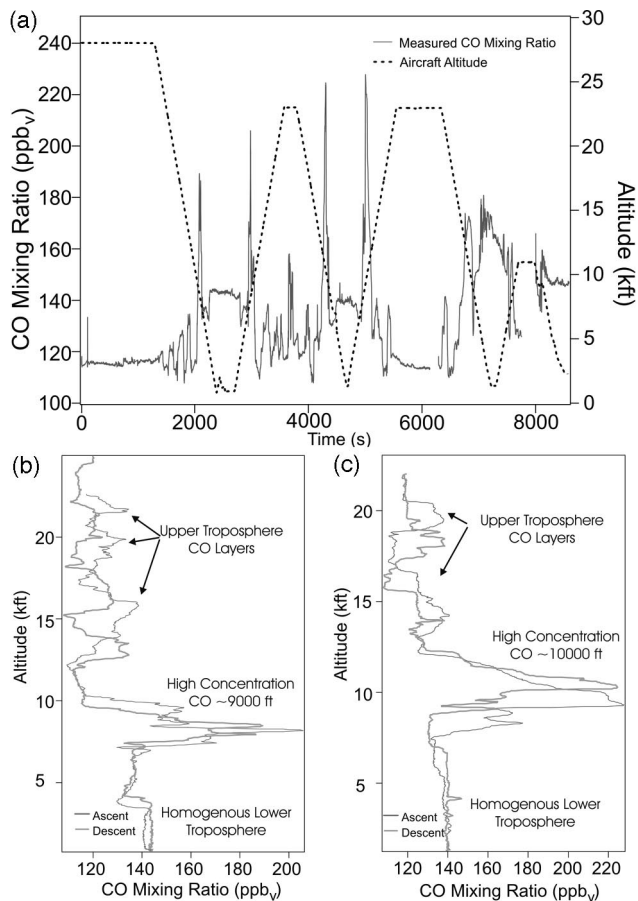 (a)
240
220
200
180
160
140
120
100
CO Mixing Ratio (ppbv)
Measured CO Mixing Ratio
Aircraft Altitude
30
25
20
15
10
5
0
Altitude (kft)
0
2000
4000
6000
8000
Time (s)
(b)
20
15
10
5
Altitude (kft)
Upper Troposphere
CO Layers
High Concentration
CO ~9000 ft
Ascent
Descent
Homogenous Lower
Troposphere
120 140 160 180 200
CO Mixing Ratio (ppbv)
(c)
20
15
10
5
Altitude (kft)
Upper Troposphere
CO Layers
High Concentration
CO ~10000 ft
Ascent
Descent
Homogenous Lower
Troposphere
120 140 160 180 200 220
CO Mixing Ratio (ppbv)